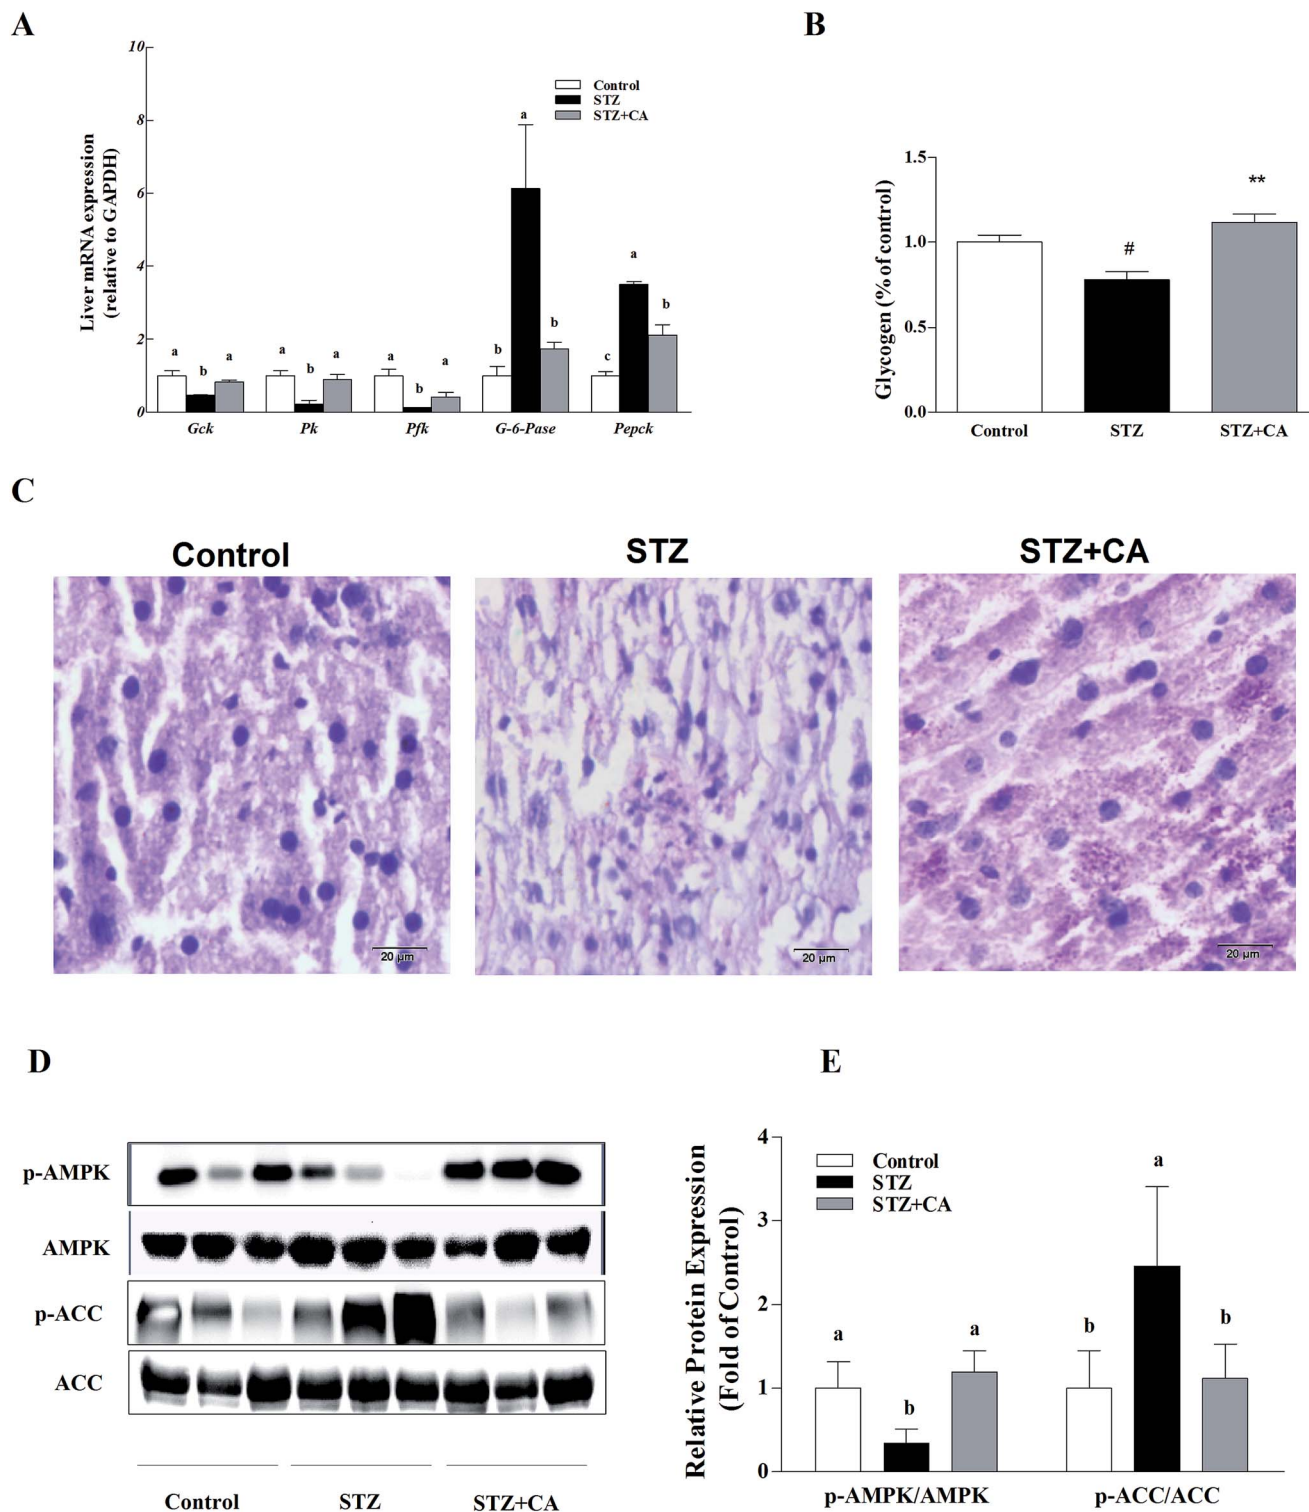 A
Liver mRNA expression
(relative to GAPDH)
10
8
6
4
2
0
Control
STZ
STZ+CA
a
b
a
a
b
a
a
b
a
b
a
b
c
a
b
Gck
Pk
Pfk
G-6-Pase
Pepck
B
Glycogen (% of control)
1.5
1.0
0.5
0.0
#
**
Control
STZ
STZ+CA
C
Control
STZ
STZ+CA
20 µm
20 µm
20 µm
D
p-AMPK
AMPK
p-ACC
ACC
Control
STZ
STZ+CA
E
Relative Protein Expression
(Fold of Control)
4
3
2
1
0
Control
STZ
STZ+CA
a
b
a
b
a
b
p-AMPK/AMPK
p-ACC/ACC